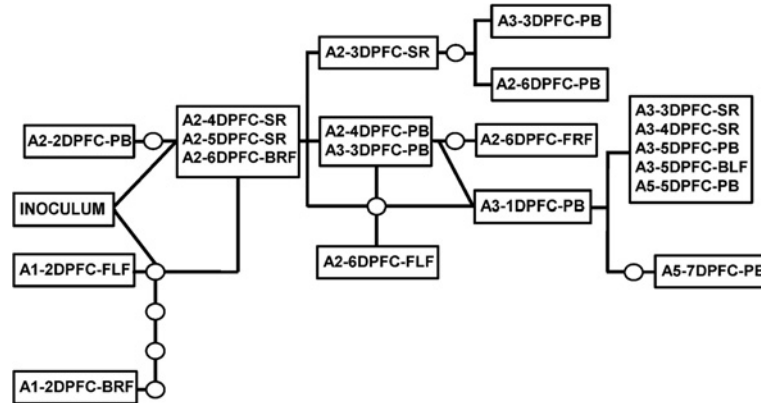 A3-3DPFC-PB
A2-3DPFC-SR
A2-6DPFC-PB
A2-2DPFC-PB
A2-4DPFC-SR
A2-5DPFC-SR
A2-6DPFC-BRF
A2-4DPFC-PB
A3-3DPFC-PB
A2-6DPFC-FRF
A3-3DPFC-SR
A3-4DPFC-SR
A3-5DPFC-PB
A3-5DPFC-BLF
A5-5DPFC-PB
INOCULUM
A3-1DPFC-PB
A1-2DPFC-FLF
A2-6DPFC-FLF
A5-7DPFC-PB
A1-2DPFC-BRF